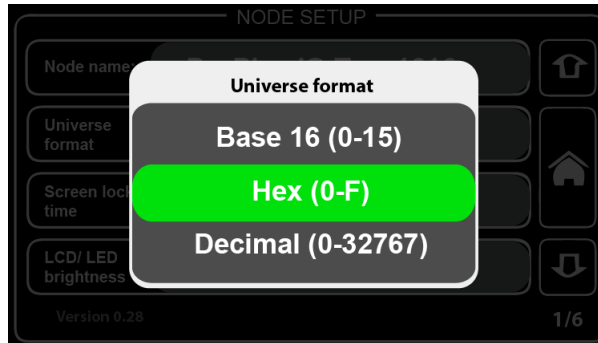 NODE SETUP
Node name:
Universe format
Base 16 (0-15)
Hex (0-F)
Decimal (0-32767)
Universe
format
Screen lock
time
LCD/ LED
brightness
Version 0.28
1/6